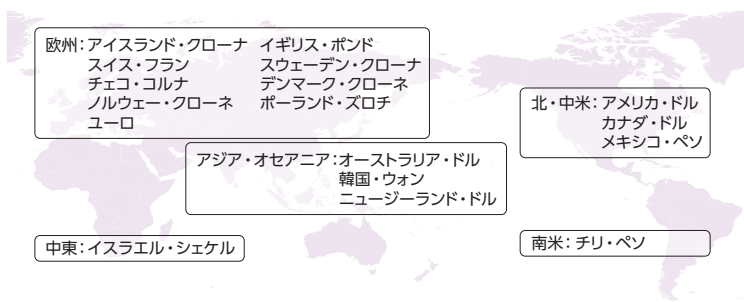 欧州：アイスランド・クローナ　イギリス・ポンド
スイス・フラン　スウェーデン・クローナ
チェコ・コルナ　デンマーク・クローネ
ノルウェー・クローネ　ポーランド・ズロチ
ユーロ
アジア・オセアニア：オーストラリア・ドル
韓国・ウォン
ニュージーランド・ドル
中東：イスラエル・シェケル
北・中米：アメリカ・ドル
カナダ・ドル
メキシコ・ペソ
南米：チリ・ペソ